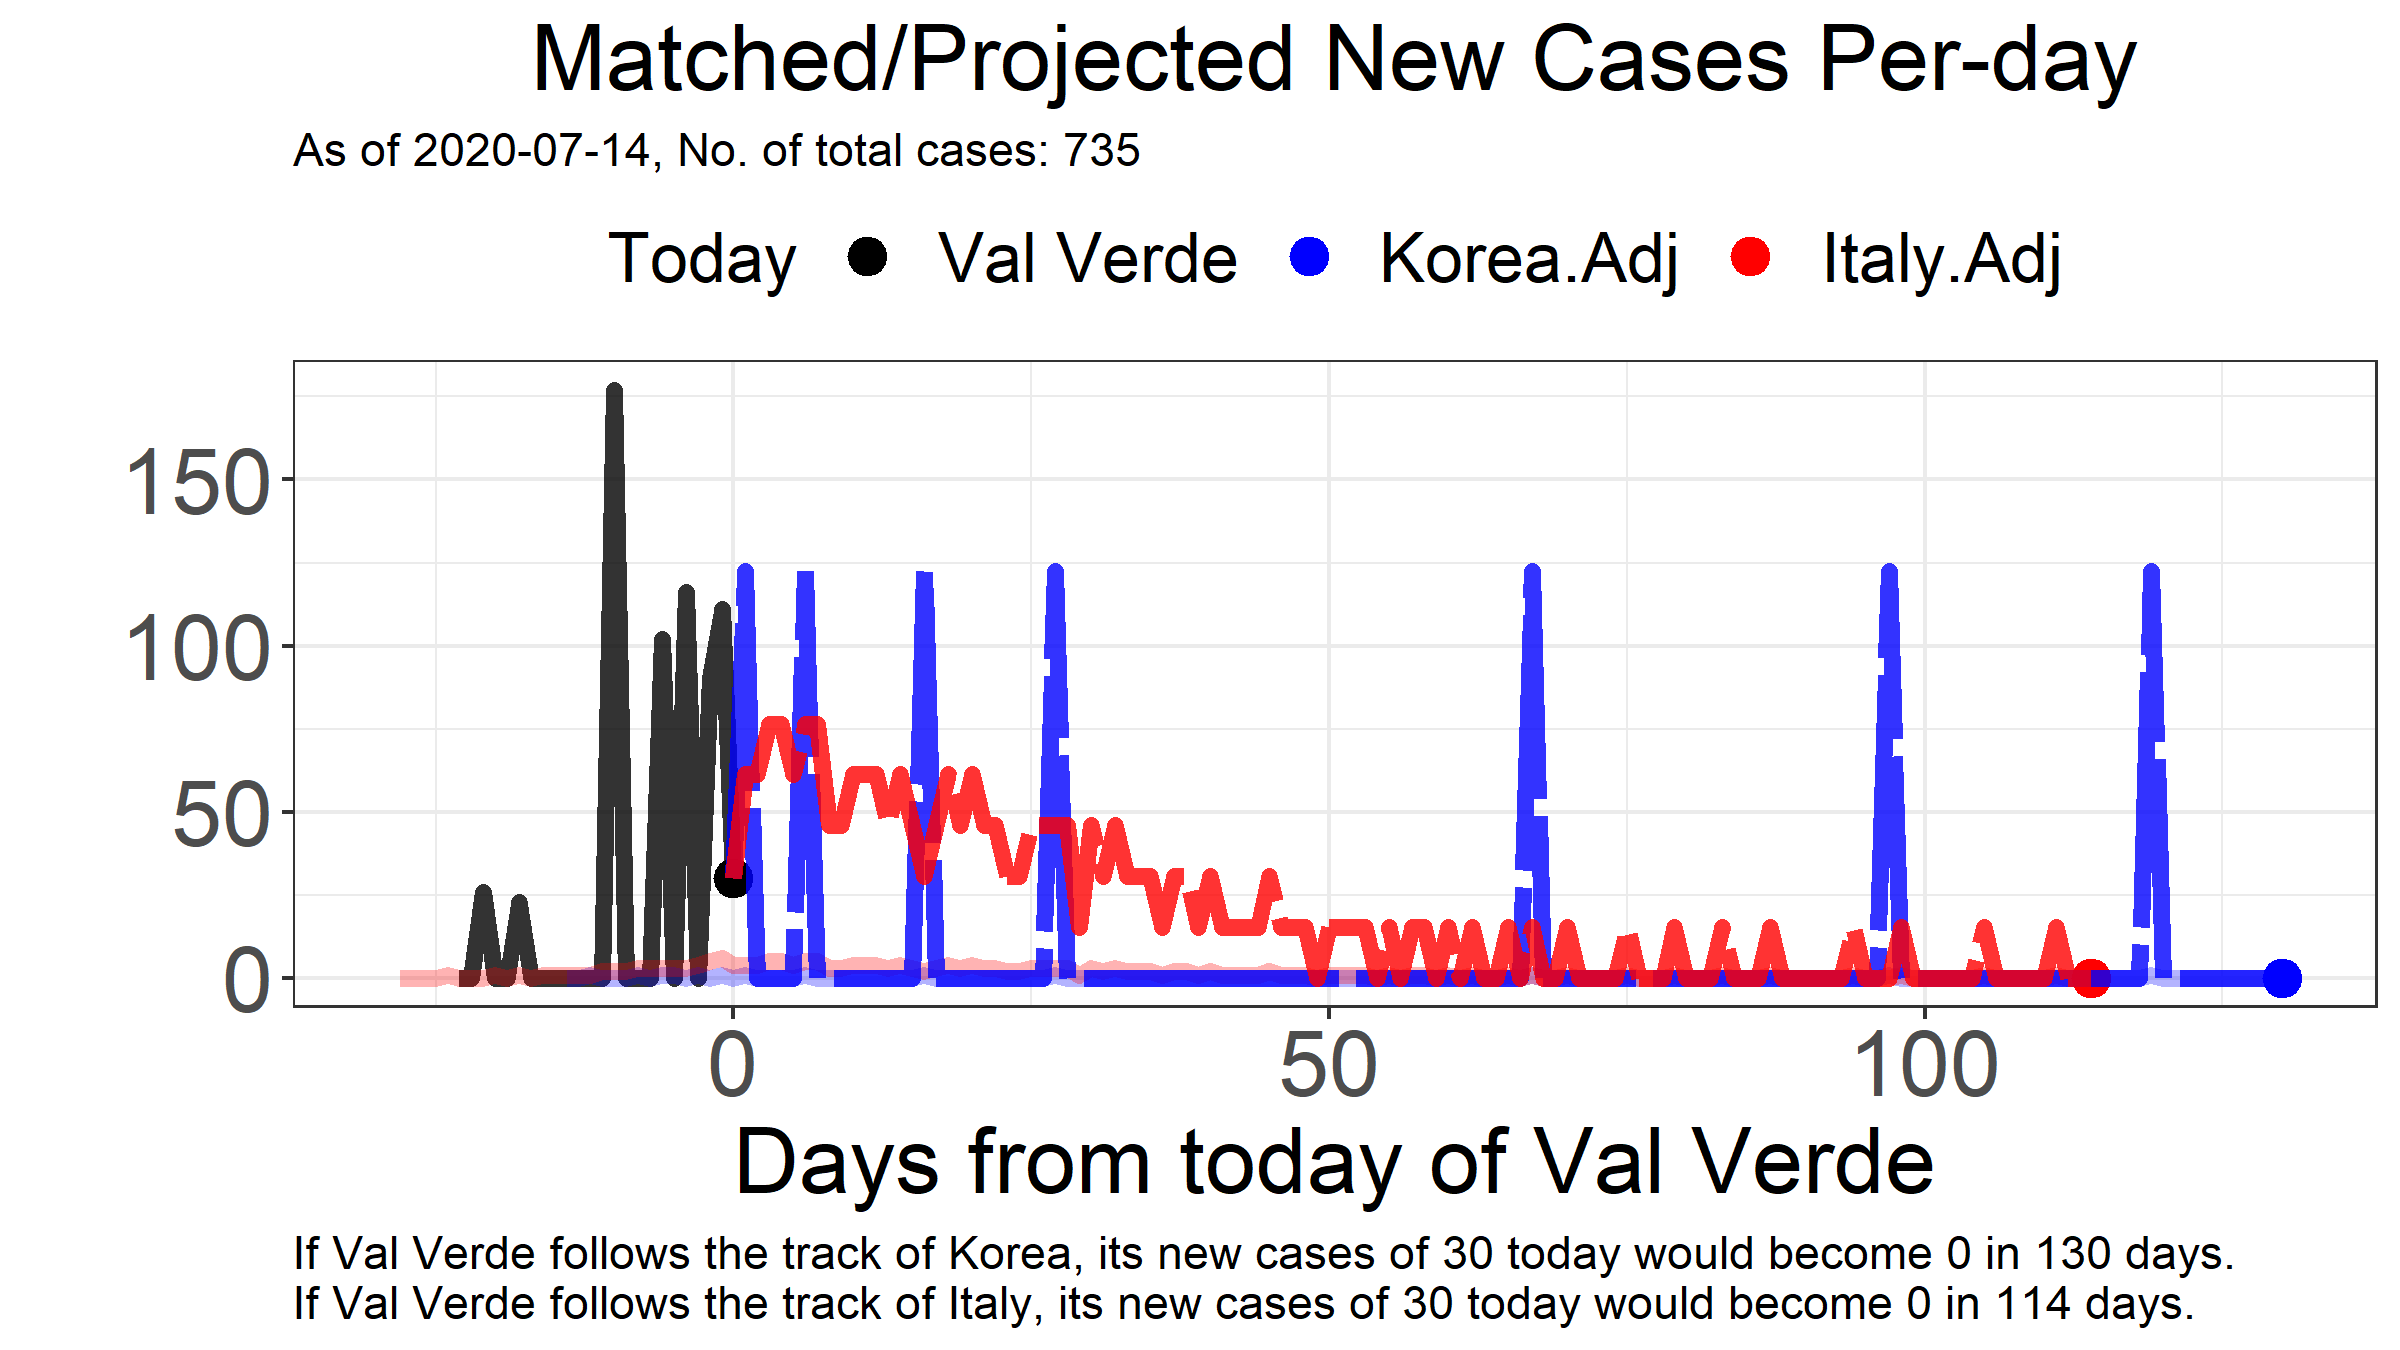 Matched/Projected New Cases Per-day
As of 2020-07-14, No. of total cases: 735
Today Val Verde Korea.Adj Italy.Adj
150
100
50
0
0 50 100
Days from today of Val Verde
If Val Verde follows the track of Korea, its new cases of 30 today would become 0 in 130 days.
If Val Verde follows the track of Italy, its new cases of 30 today would become 0 in 114 days.